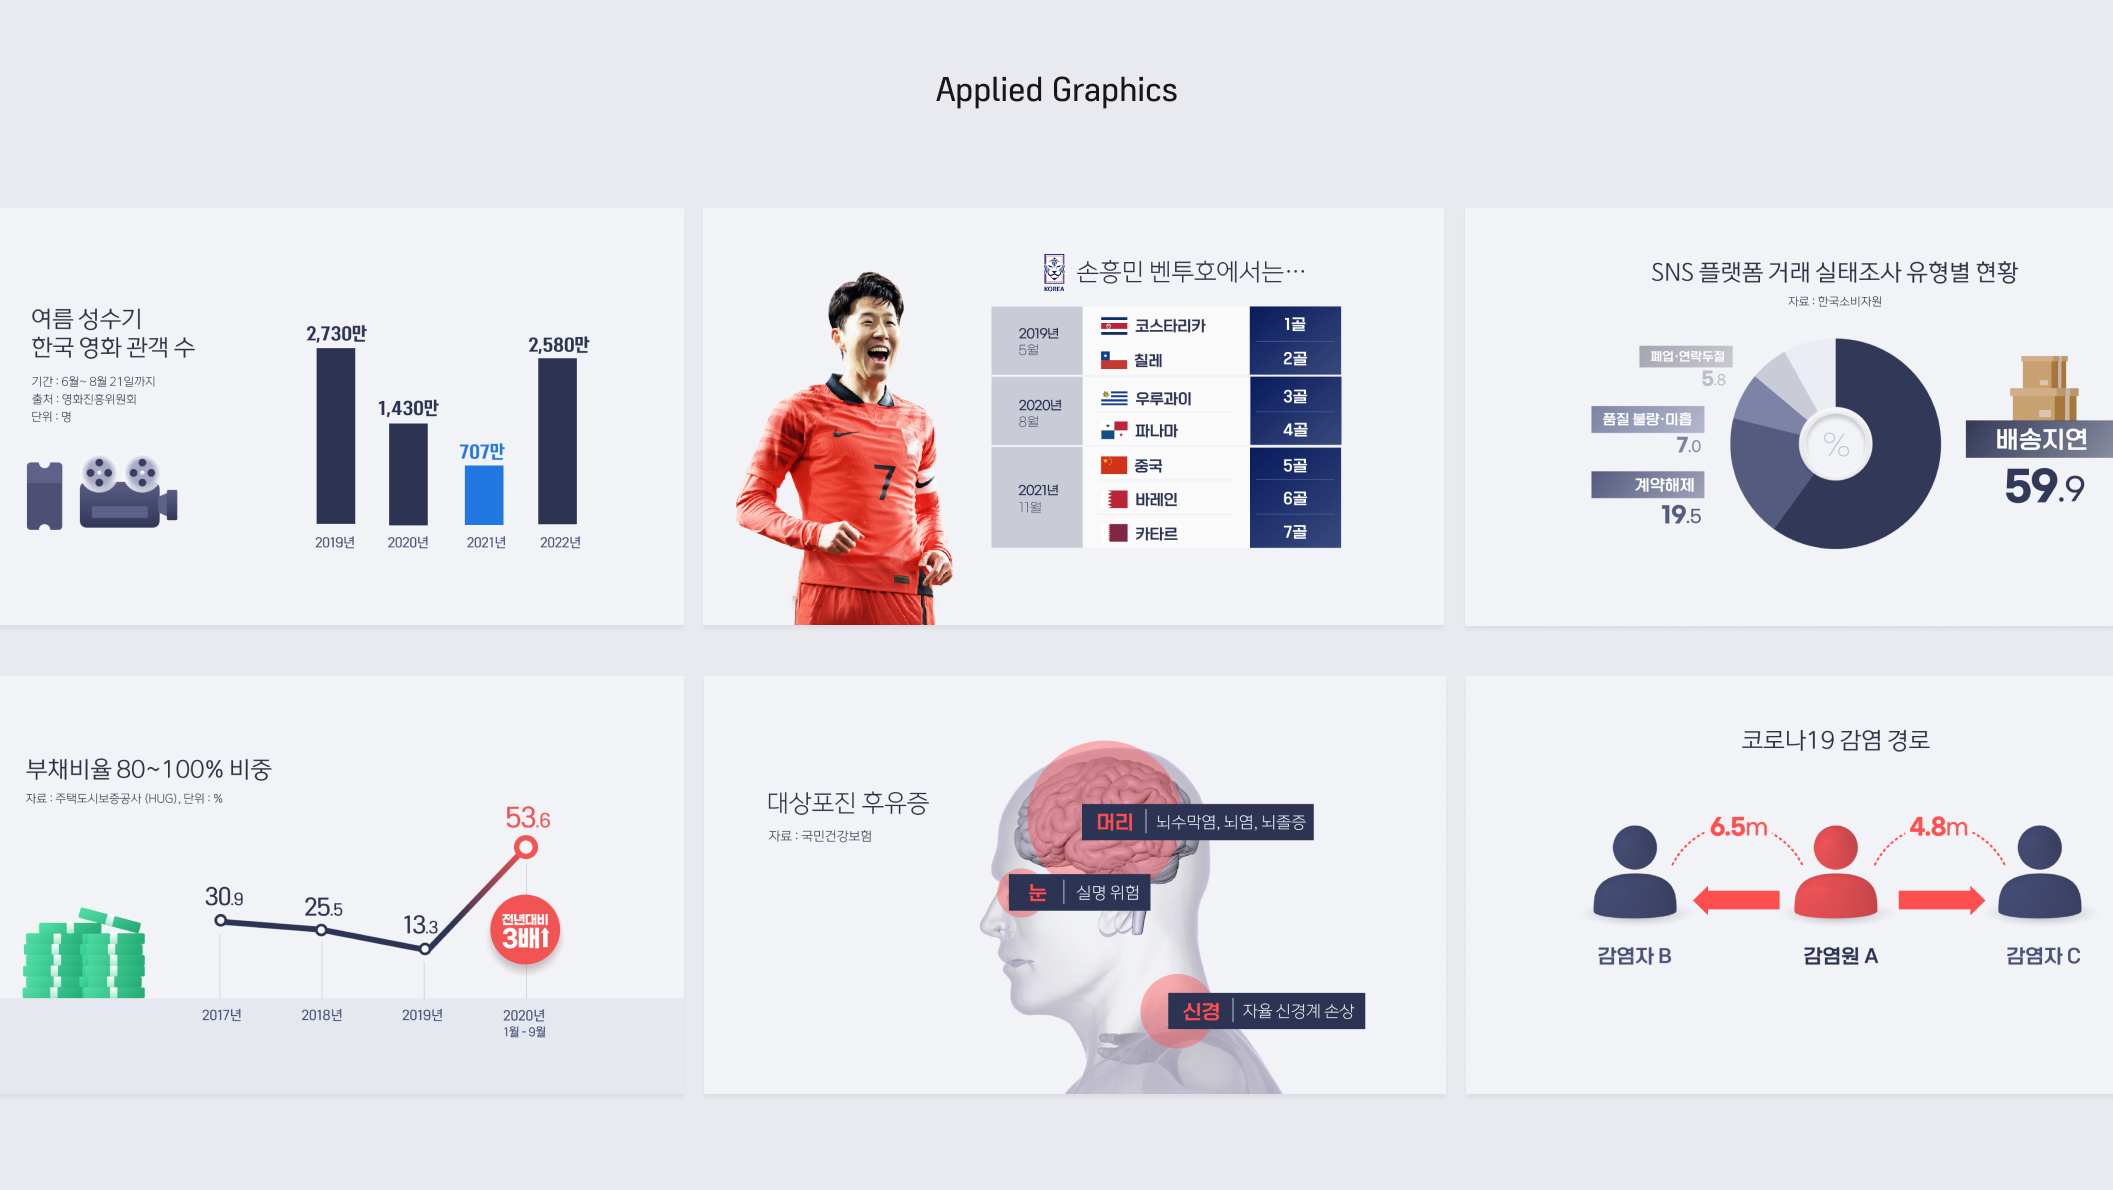 Applied Graphics
여름 성수기
한국 영화 관객 수
기간 : 6월~ 8월 21일까지
출처 : 영화진흥위원회
단위 : 명
2,730만
1,430만
707만
2,580만
2019년
2020년
2021년
2022년
KOREA
손흥민 벤투호에서는···
2019년
5월
코스타리카
1골
칠레
2골
2020년
8월
우루과이
3골
파나마
4골
2021년
11월
중국
5골
바레인
6골
카타르
7골
7
SNS 플랫폼 거래 실태조사 유형별 현황
자료 : 한국소비자원
폐업·연락두절
5.8
품질 불량·미흡
7.0
계약해제
19.5
%
배송지연
59.9
부채비율 80~100% 비중
자료 : 주택도시보증공사 (HUG), 단위 : %
30.9
25.5
13.3
53.6
전년대비
3배↑
2017년
2018년
2019년
2020년
1월 - 9월
대상포진 후유증
자료 : 국민건강보험
머리 | 뇌수막염, 뇌염, 뇌졸증
눈 | 실명 위험
신경 | 자율 신경계 손상
코로나19 감염 경로
6.5m
4.8m
감염자 B
감염원 A
감염자 C